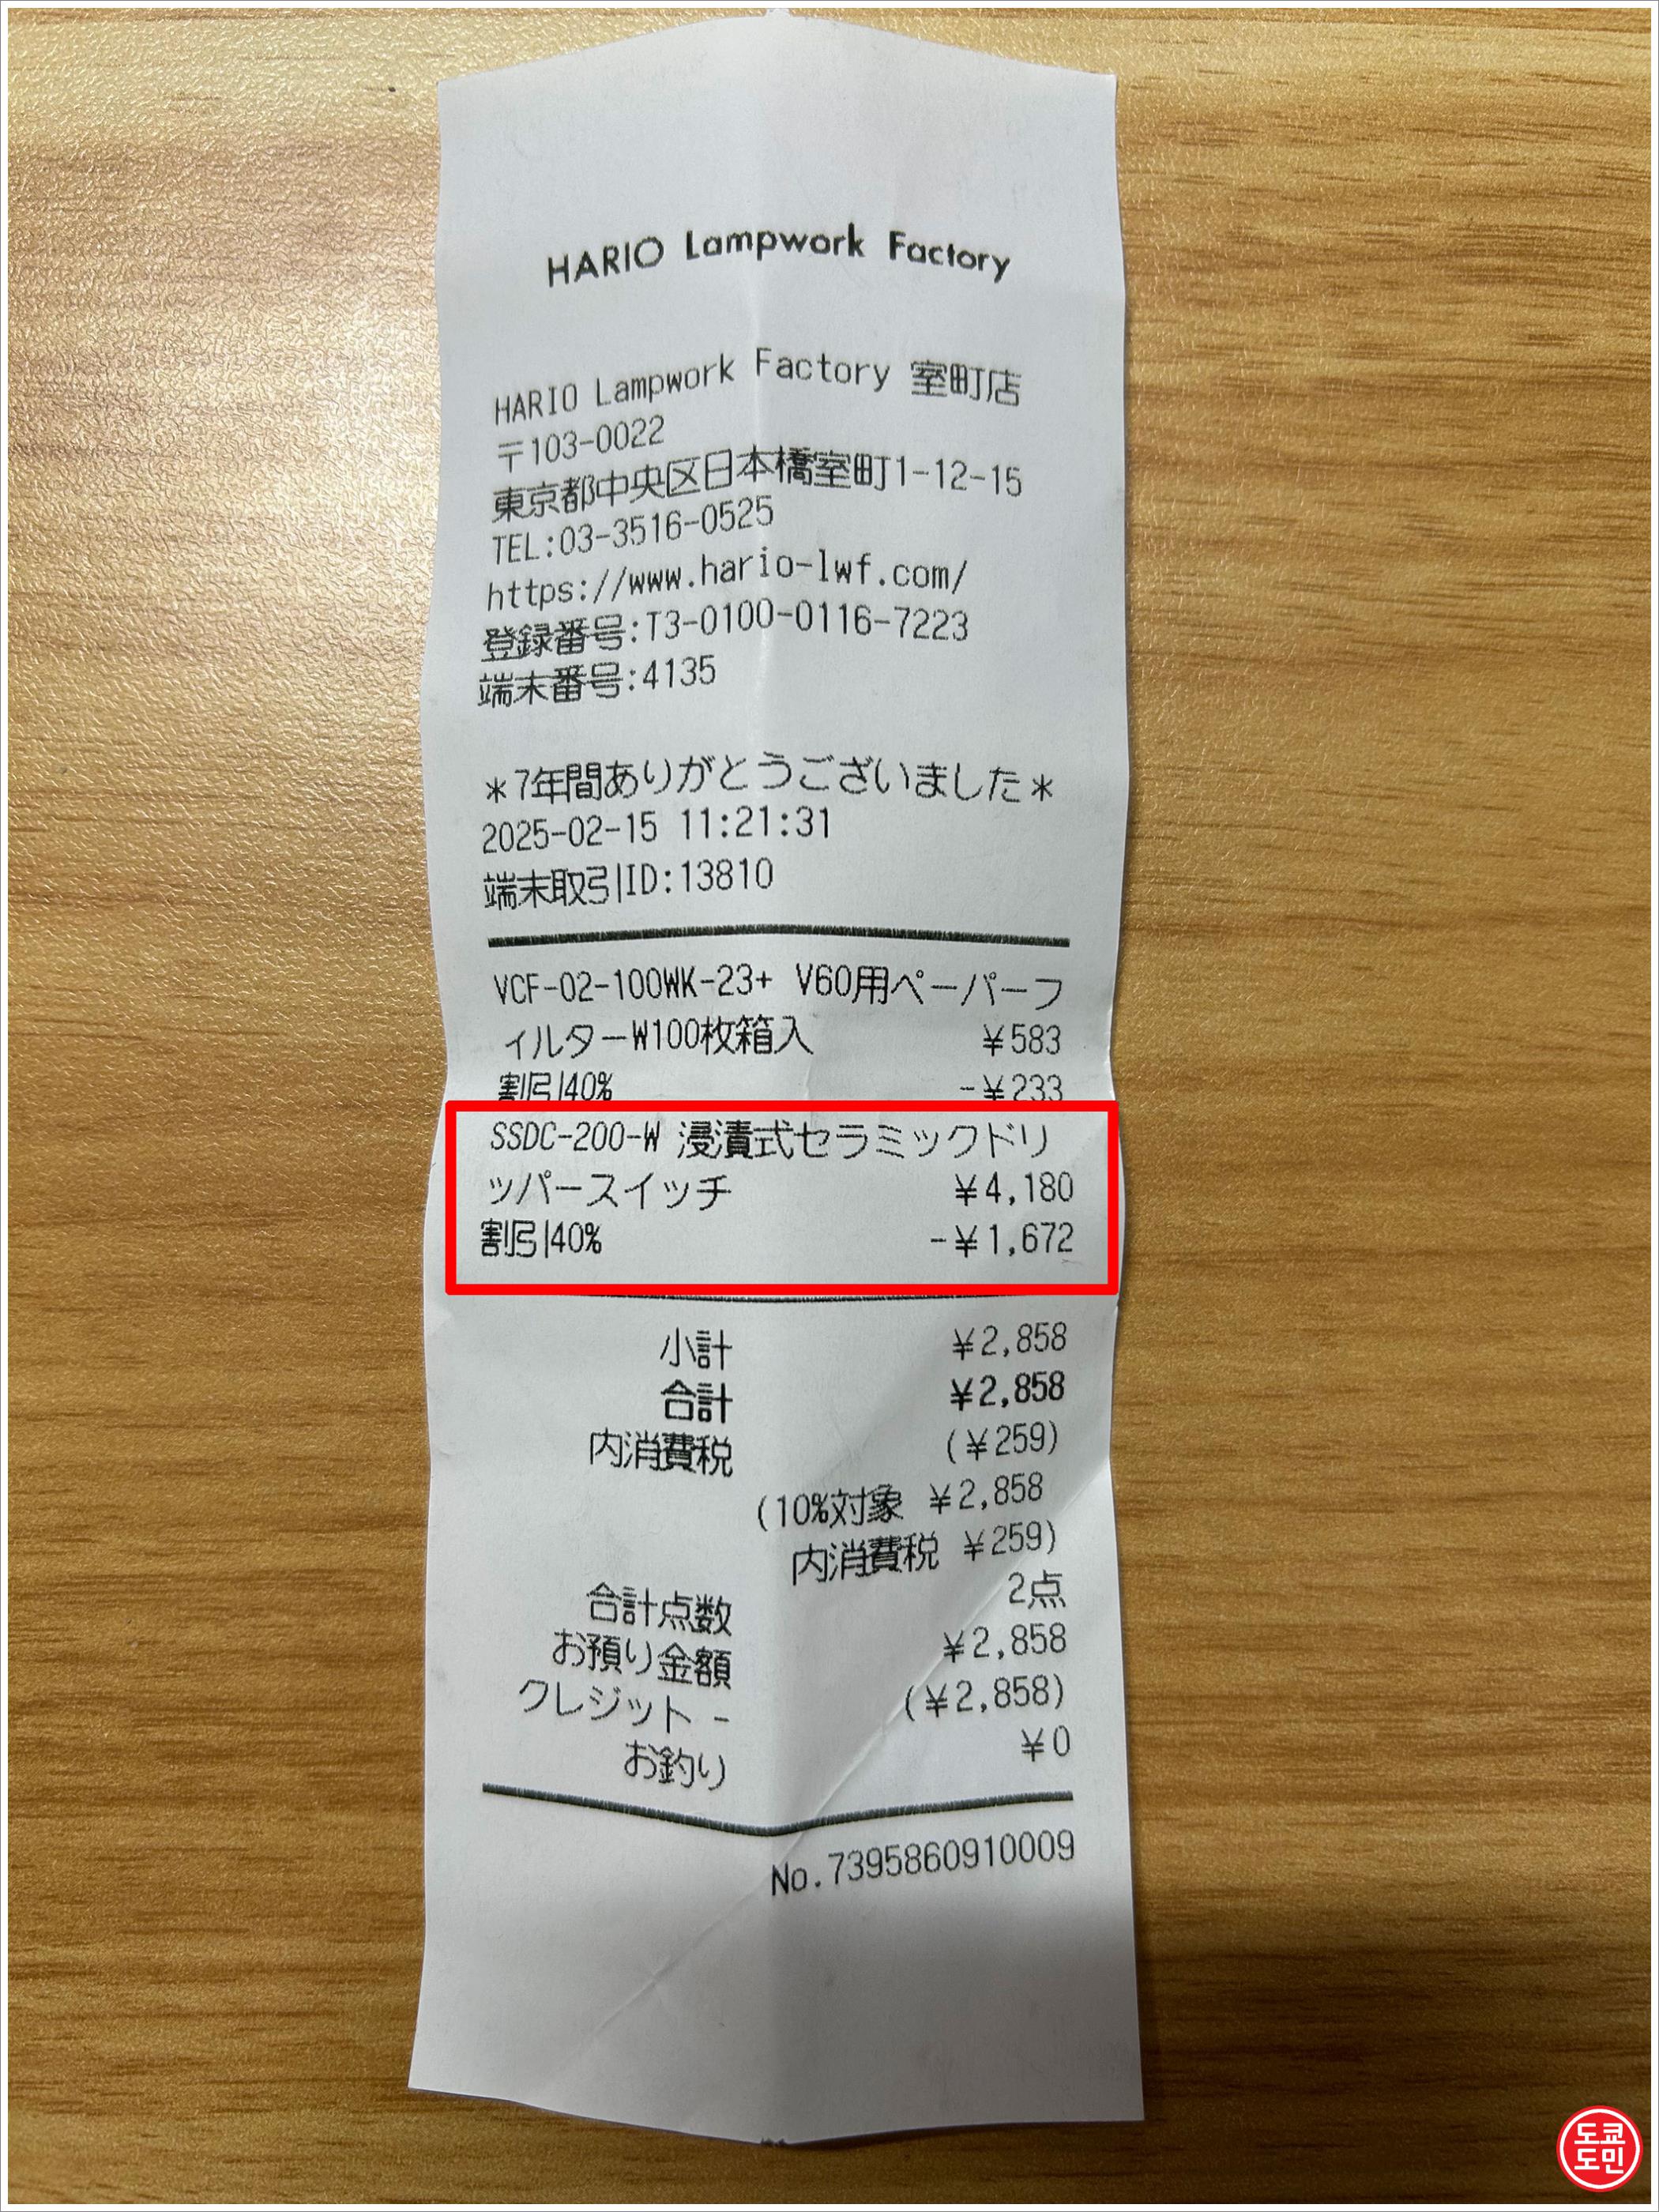 HARIO Lampwork Factory
HARIO Lampwork Factory 室町店
〒103-0022
東京都中央区日本橋室町1-12-15
TEL:03-3516-0525
https://www.hario-lwf.com/
登録番号:T3-0100-0116-7223
端末番号:4135
*7年間ありがとうございました*
2025-02-15 11:21:31
端末取引ID:13810
VCF-02-100WK-23+ V60用ペーパーフ
ィルターW100枚箱入 ¥583
割引40% -¥233
SSDC-200-W 浸漬式セラミックドリ
ッパースイッチ ¥4,180
割引40% -¥1,672
小計 ¥2,858
合計 ¥2,858
内消費税 (¥259)
(10%対象 ¥2,858
内消費税 ¥259)
合計点数 2点
お預り金額 ¥2,858
クレジット - (¥2,858)
お釣り ¥0
No.7395860910009
도쿄
도민